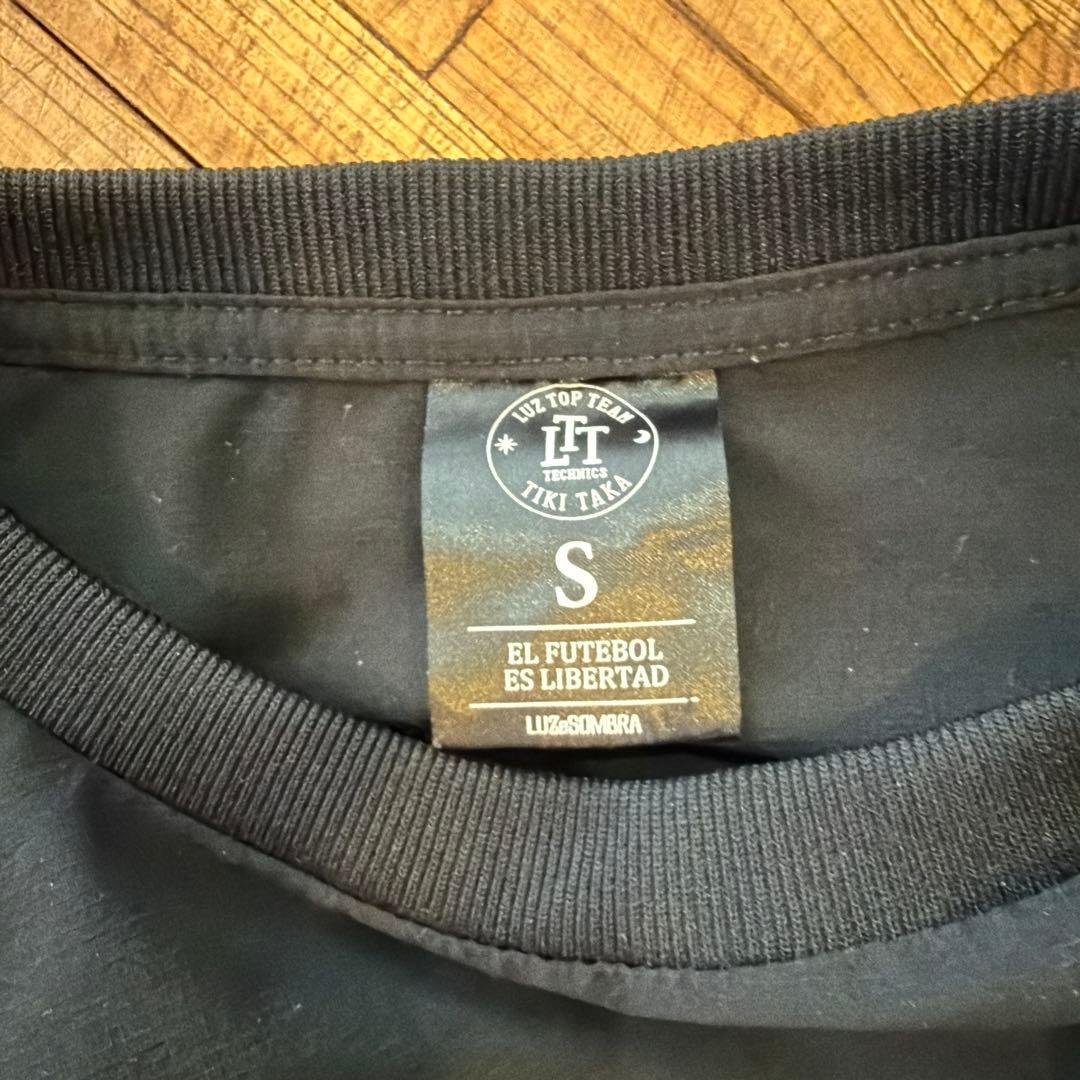 LUZ TOP TEAM
LTT
TECHNICS
TIKI TAKA
S
EL FUTEBOL
ES LIBERTAD
LUZeSOMBRA